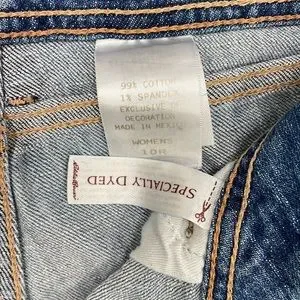 99% COTTON
1% SPANDEX
EXCLUSIVE OF
DECORATION
MADE IN MEXICO
WOMENS
10R
SPECIALLY DYED